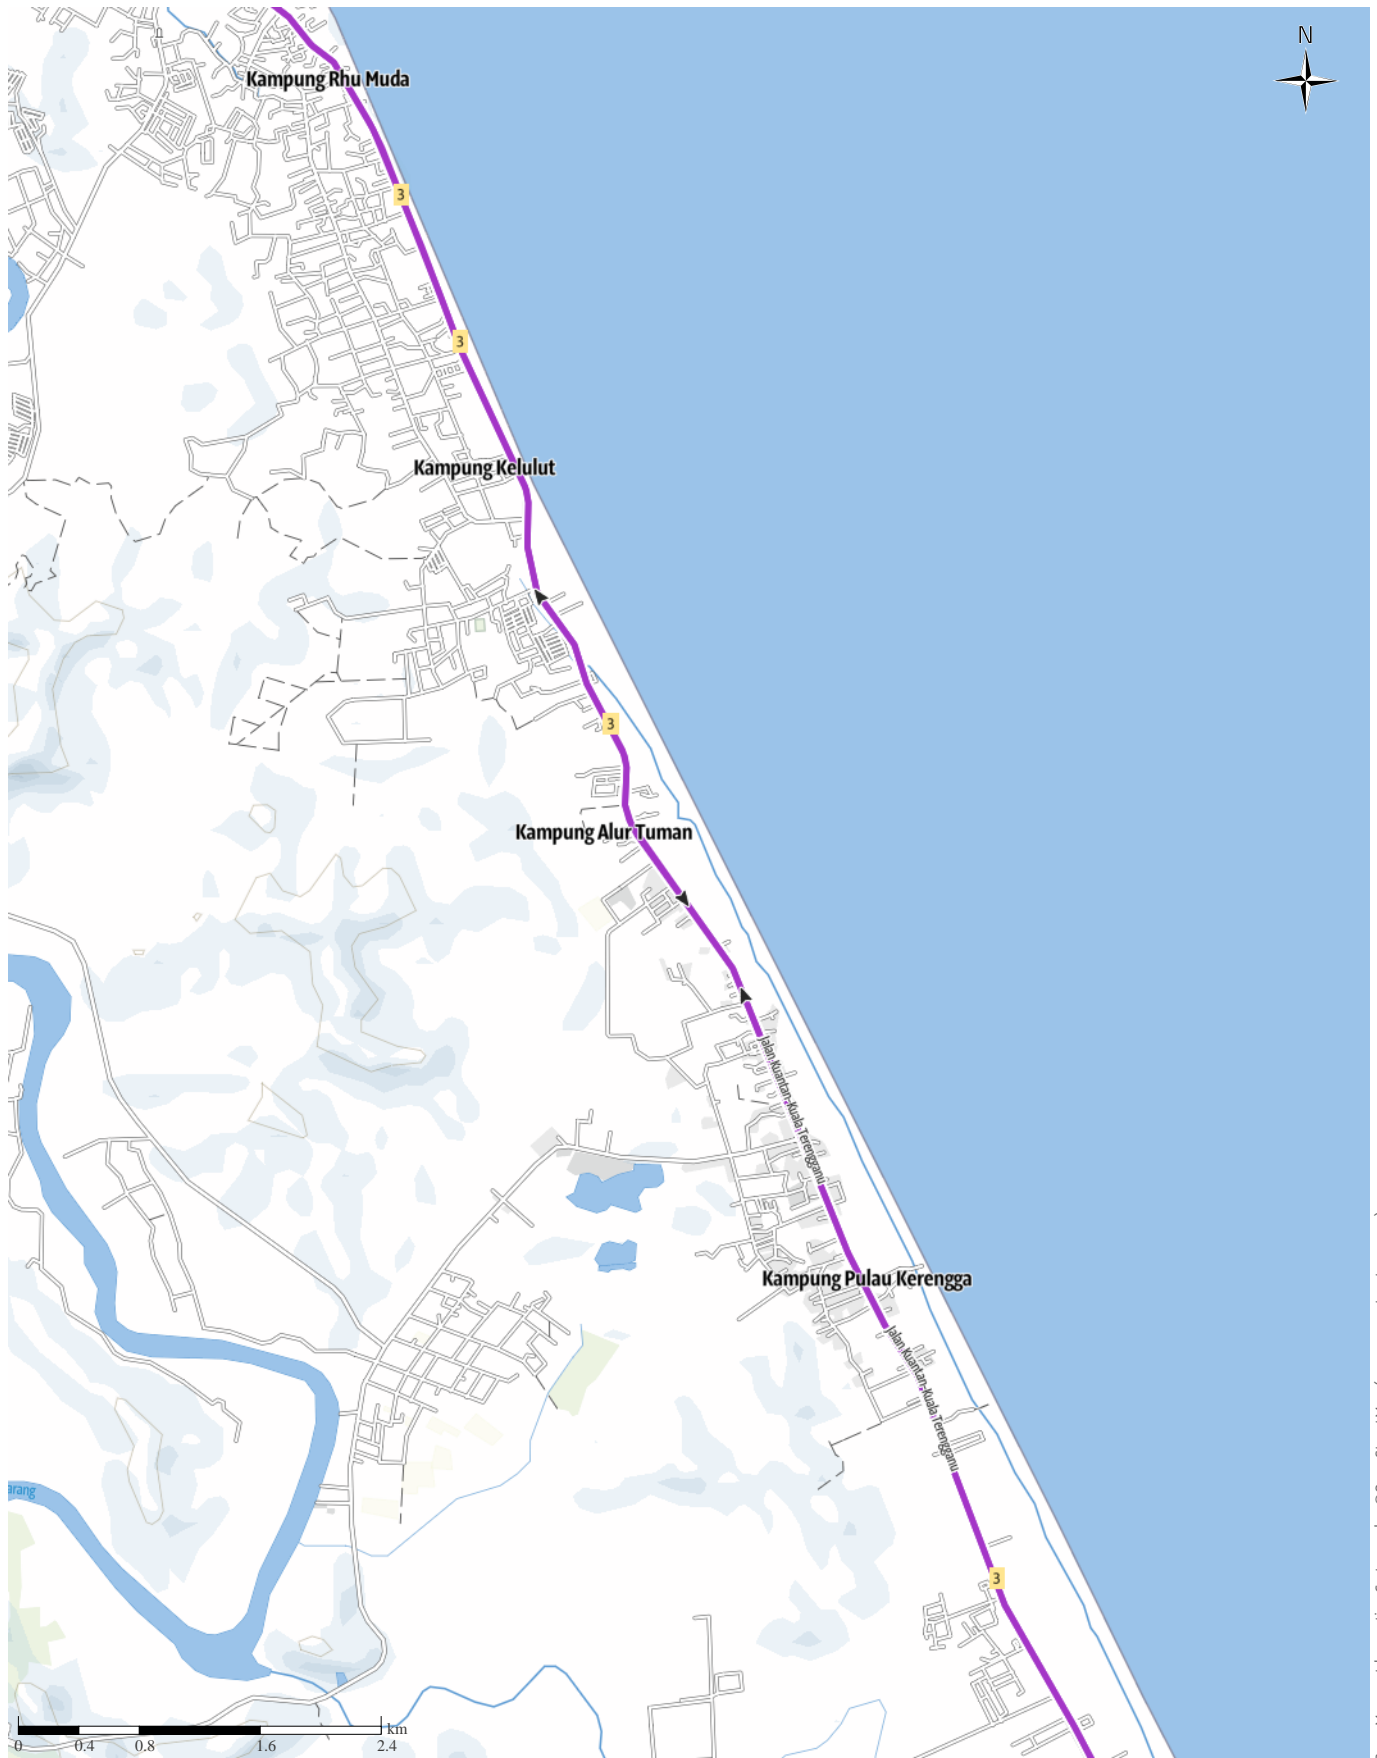 N
Kampung Rhu Muda
3
3
Kampung Kelulut
3
Kampung Alur Tuman
Jalan Kuantan-Kuala Terengganu
Kampung Pulau Kerengga
Jalan Kuantan-Kuala Terengganu
arang
3
km
0 0.4 0.8 1.6 2.4